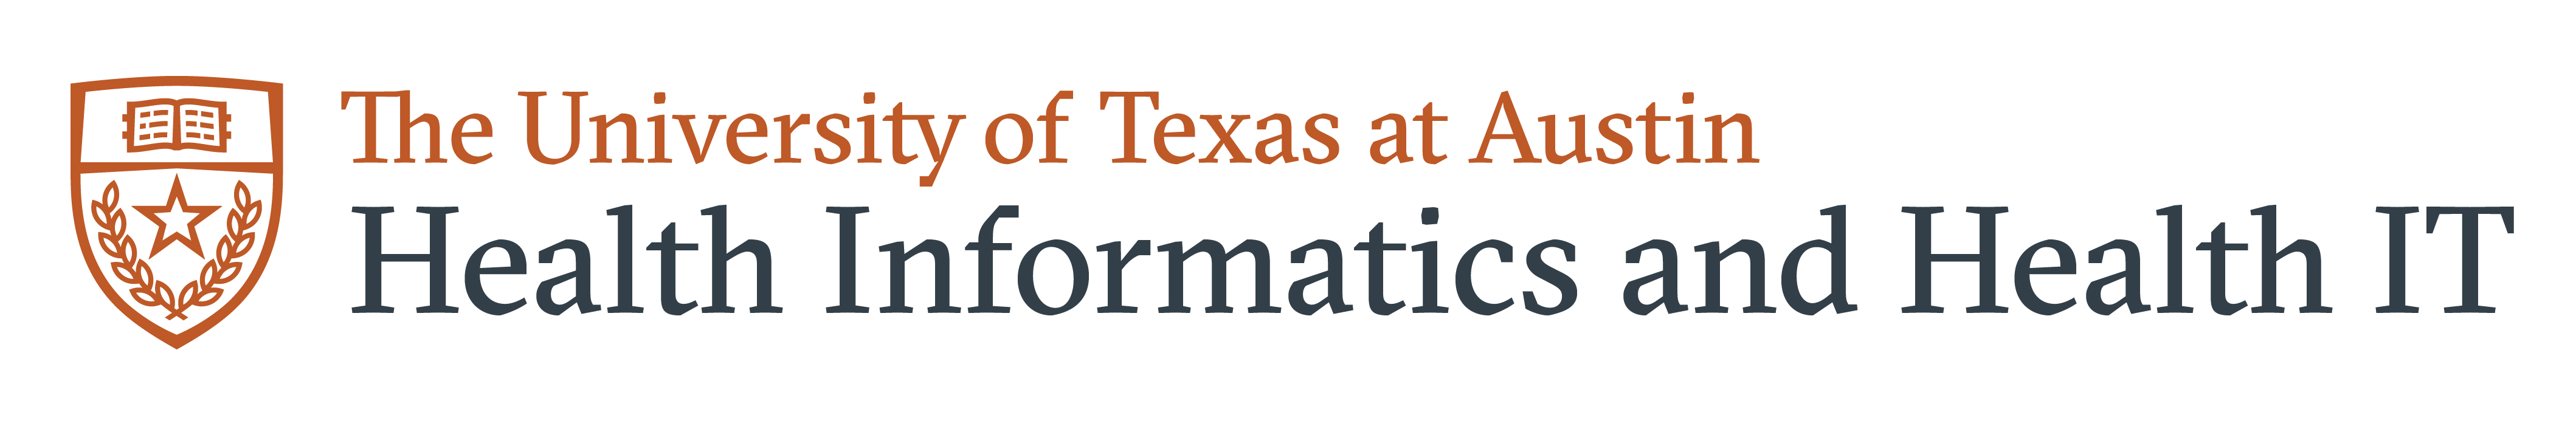 The University of Texas at Austin
Health Informatics and Health IT